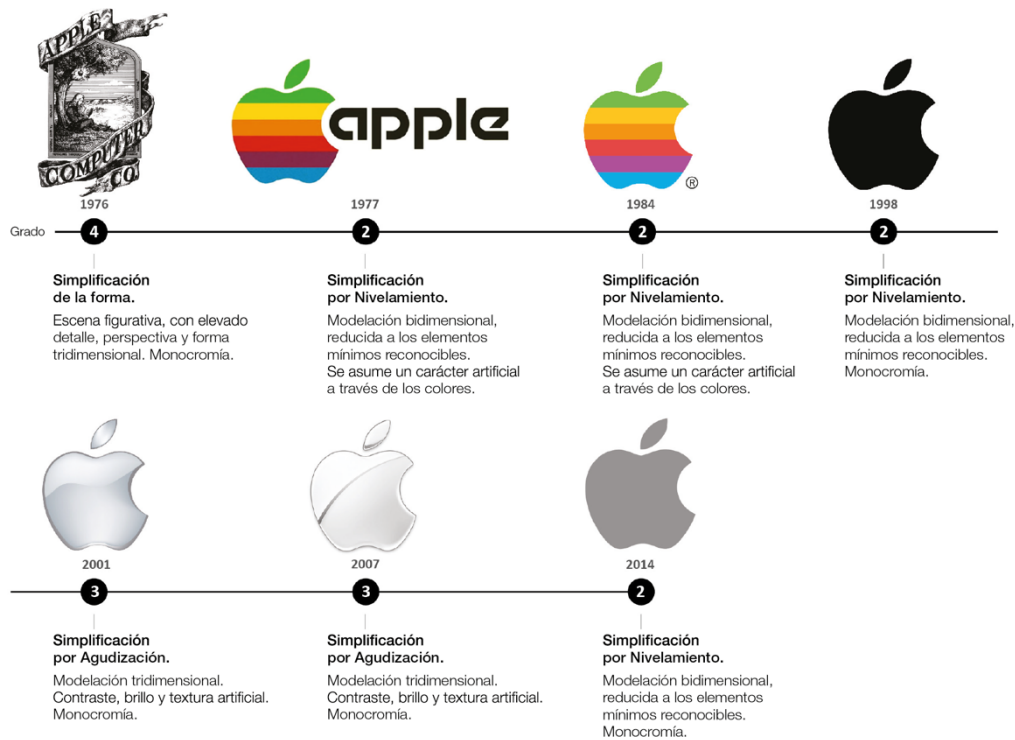 APPLE
COMPUTER
CO.
apple
®
1976
1977
1984
1998
Grado
4
2
2
2
Simplificación
de la forma.
Escena figurativa, con elevado
detalle, perspectiva y forma
tridimensional. Monocromía.
Simplificación
por Nivelamiento.
Modelación bidimensional,
reducida a los elementos
mínimos reconocibles.
Se asume un carácter artificial
a través de los colores.
Simplificación
por Nivelamiento.
Modelación bidimensional,
reducida a los elementos
mínimos reconocibles.
Se asume un carácter artificial
a través de los colores.
Simplificación
por Nivelamiento.
Modelación bidimensional,
reducida a los elementos
mínimos reconocibles.
Monocromía.
2001
2007
2014
3
3
2
Simplificación
por Agudización.
Modelación tridimensional.
Contraste, brillo y textura artificial.
Monocromía.
Simplificación
por Agudización.
Modelación tridimensional.
Contraste, brillo y textura artificial.
Monocromía.
Simplificación
por Nivelamiento.
Modelación bidimensional,
reducida a los elementos
mínimos reconocibles.
Monocromía.